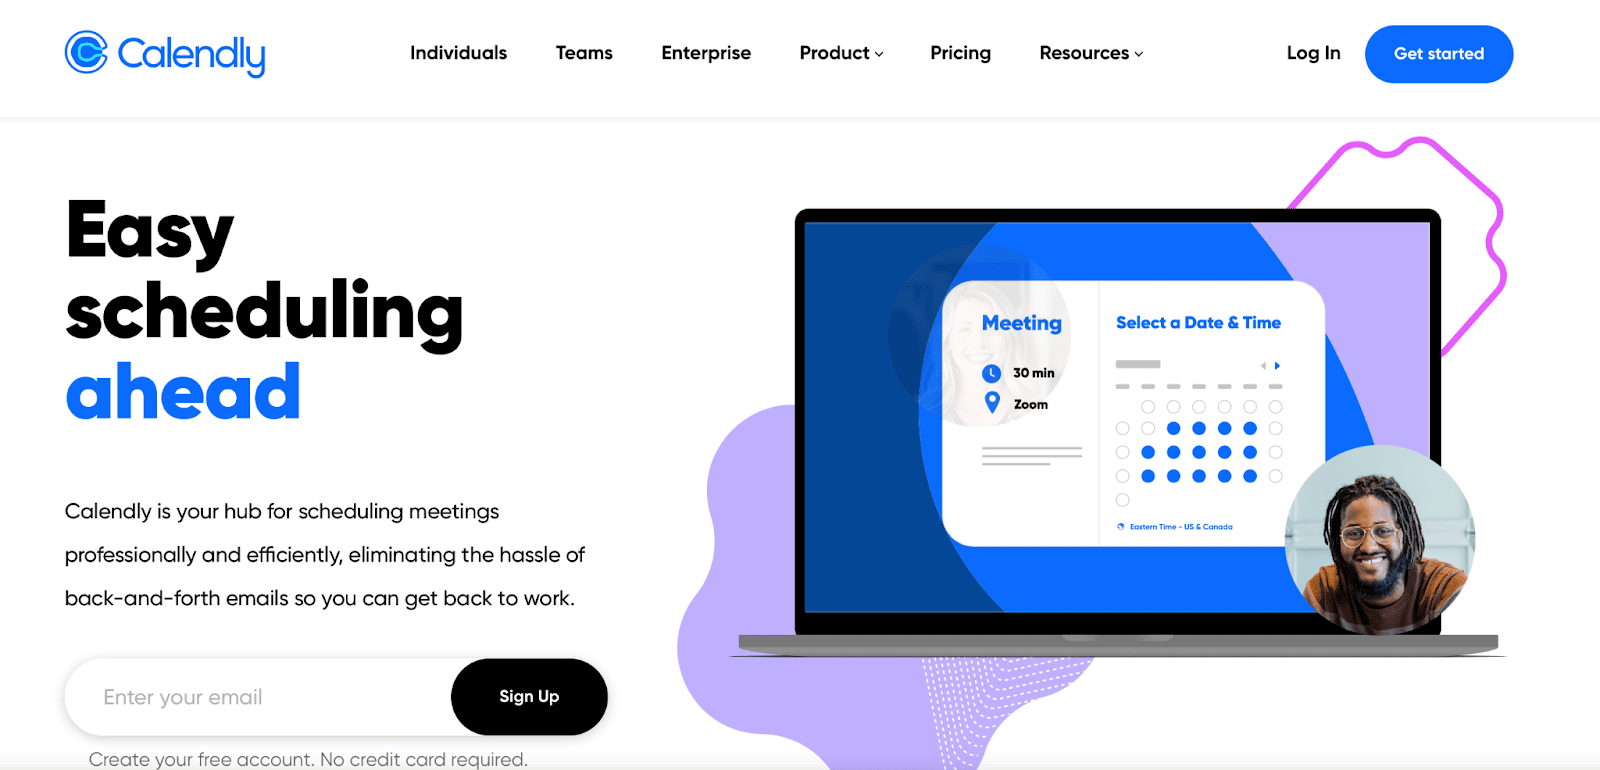 Calendly
Individuals Teams Enterprise Product Pricing Resources Log In Get started
Easy
scheduling
ahead
Calendly is your hub for scheduling meetings
professionally and efficiently, eliminating the hassle of
back-and-forth emails so you can get back to work.
Enter your email Sign Up
Create your free account. No credit card required.
Meeting
30 min
Zoom
Select a Date & Time
Eastern Time - US & Canada